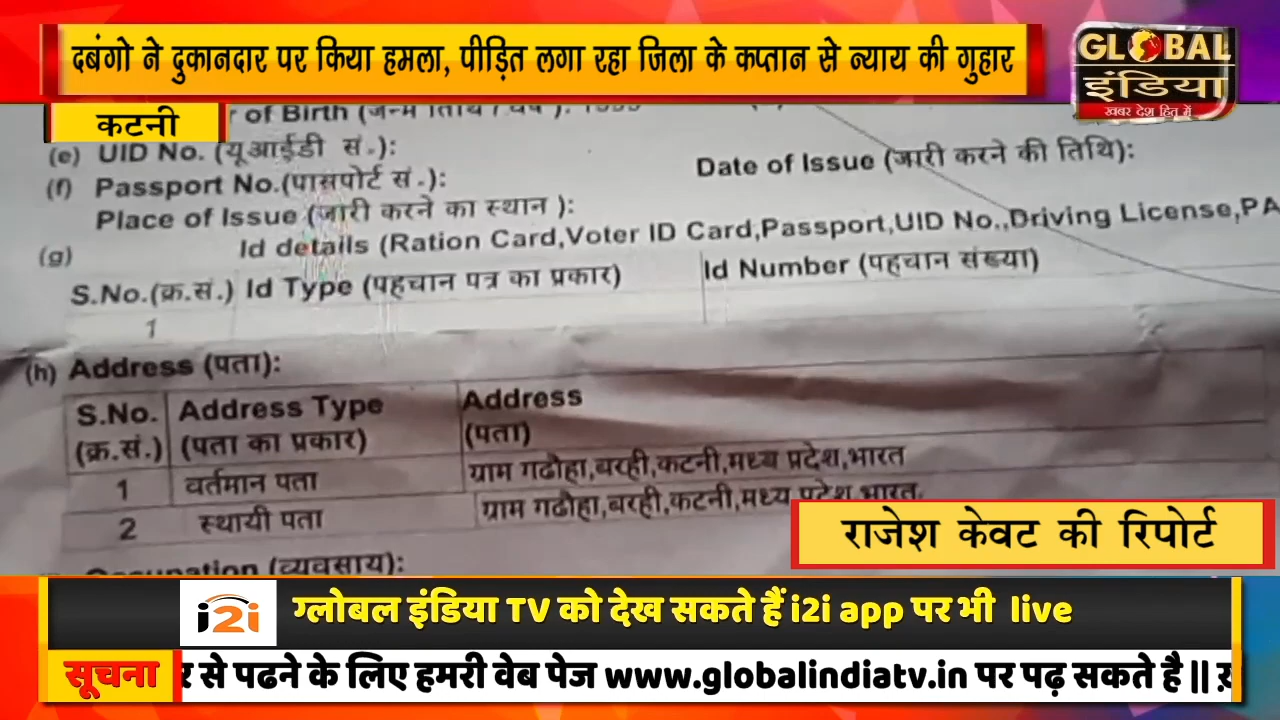 दबंगो ने दुकानदार पर किया हमला, पीड़ित लगा रहा जिला के कप्तान से न्याय की गुहार
GLOBAL
इंडिया
ख़बर देश हित में
कटनी
of Birth (जन्म तिथि / वर्ष ):
(e) UID No. (यूआईडी सं.):
(f) Passport No.(पासपोर्ट सं.):
Date of Issue (जारी करने की तिथि):
Place of Issue (जारी करने का स्थान ):
(g) Id details (Ration Card,Voter ID Card,Passport,UID No.,Driving License,PA
S.No.(क्र.सं.) Id Type (पहचान पत्र का प्रकार) Id Number (पहचान संख्या)
1
(h) Address (पता):
S.No. Address Type Address
(क्र.सं.) (पता का प्रकार) (पता)
1 वर्तमान पता ग्राम गढौहा,बरही,कटनी,मध्य प्रदेश,भारत
2 स्थायी पता ग्राम गढौहा,बरही,कटनी,मध्य प्रदेश,भारत
Occupation (व्यवसाय):
राजेश केवट की रिपोर्ट
i2i ग्लोबल इंडिया TV को देख सकते हैं i2i app पर भी live
सूचना र से पढने के लिए हमरी वेब पेज www.globalindiatv.in पर पढ़ सकते है ||